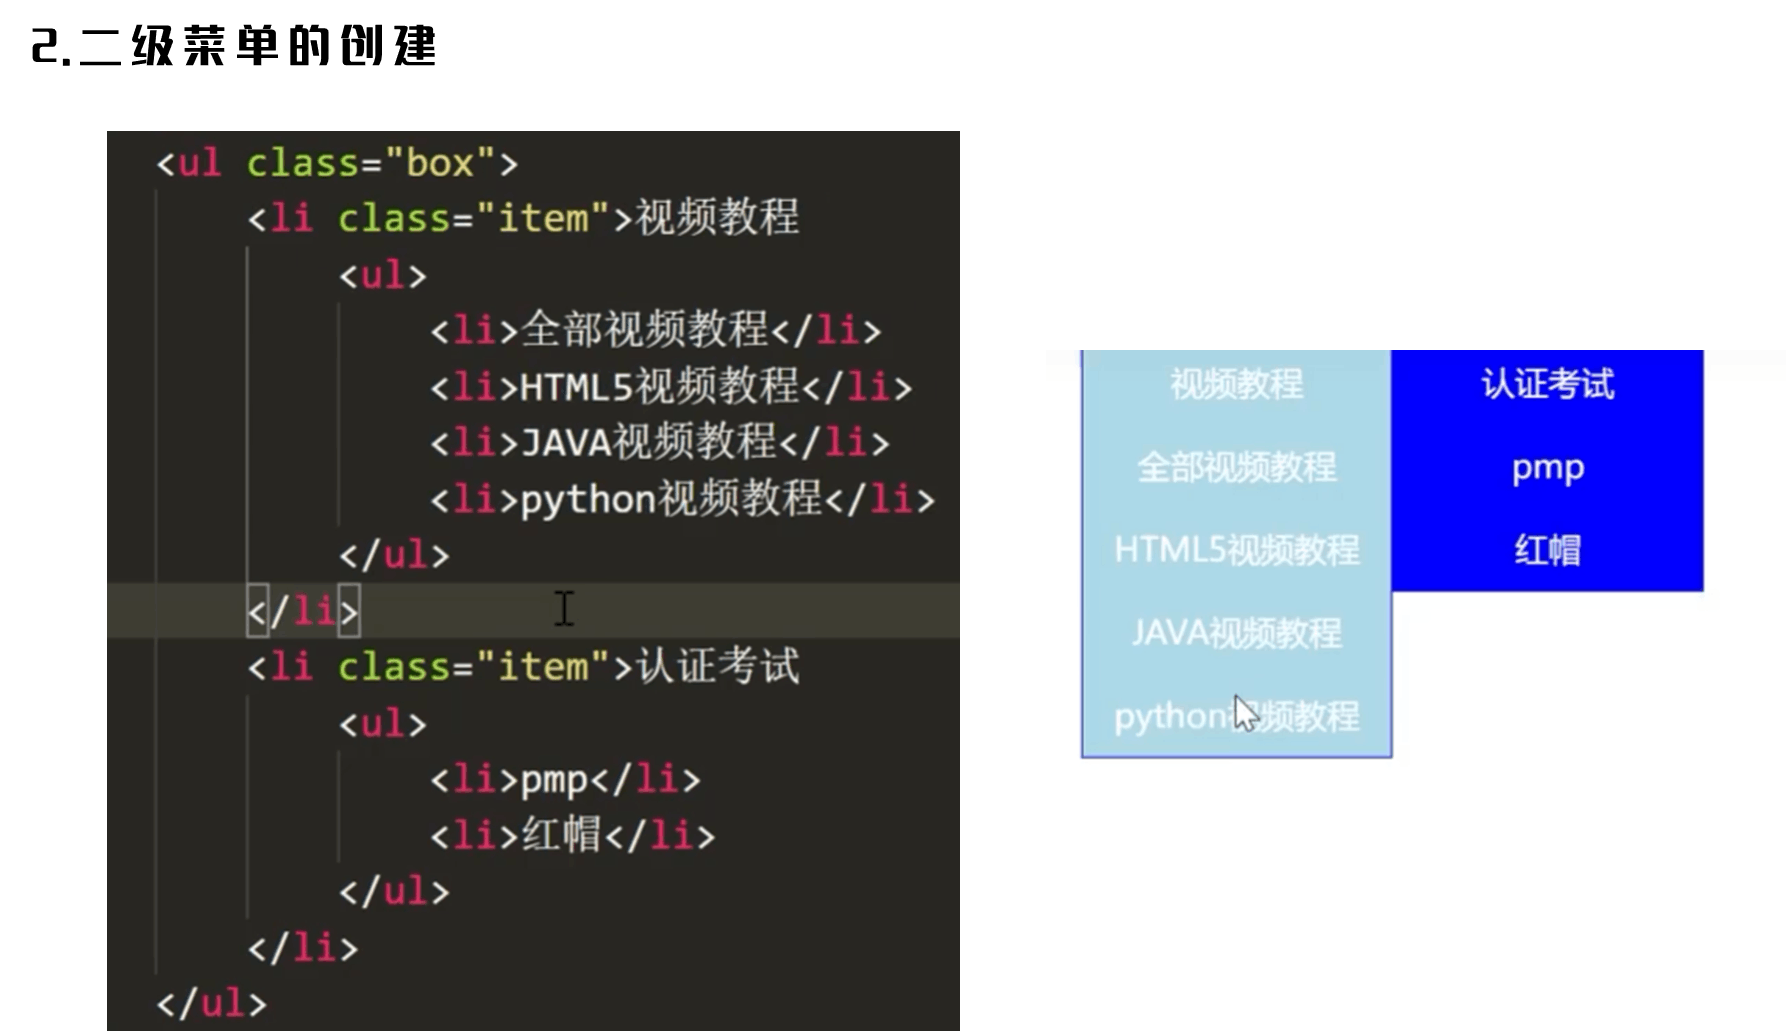 2.二级菜单的创建
<ul class="box">
<li class="item">视频教程
<ul>
<li>全部视频教程</li>
<li>HTML5视频教程</li>
<li>JAVA视频教程</li>
<li>python视频教程</li>
</ul>
</li>
<li class="item">认证考试
<ul>
<li>pmp</li>
<li>红帽</li>
</ul>
</li>
</ul>
视频教程
全部视频教程
HTML5视频教程
JAVA视频教程
python视频教程
认证考试
pmp
红帽